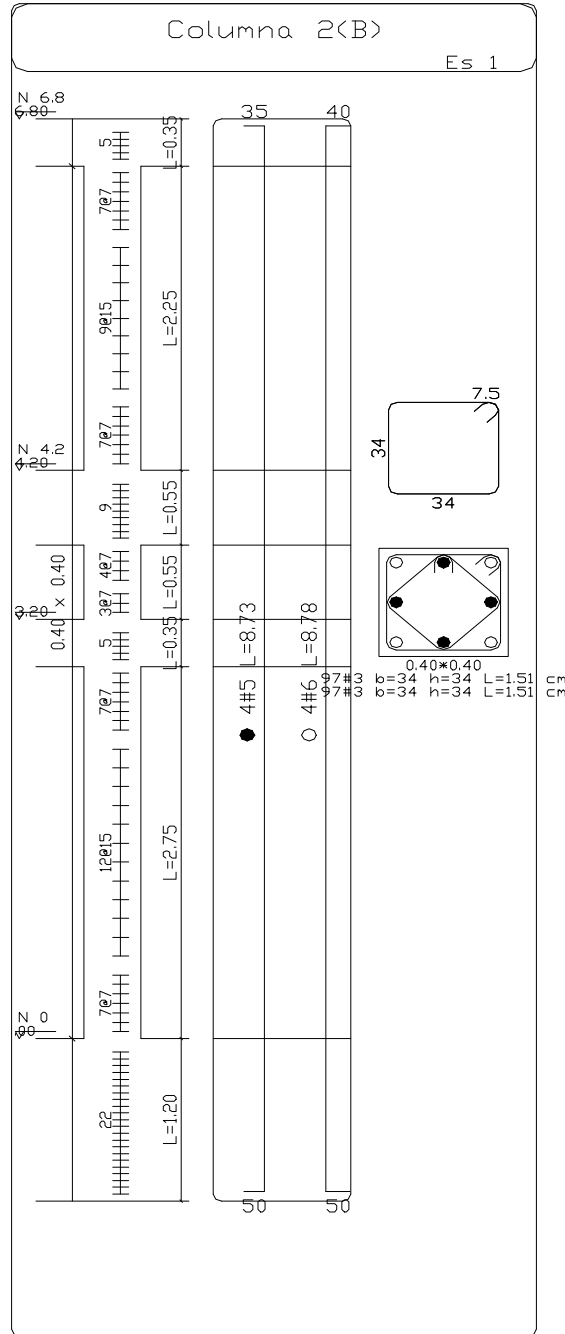 Columna 2(B)
Es 1
N 6.8
6.80
5
L=0.35
35
40
7@7
9@15
L=2.25
7@7
7.5
34
34
N 4.2
4.20
9
L=0.55
0.40 x 0.40
4@7
L=0.55
3.20
3@7
5
L=0.35
4#5 L=8.73
4#6 L=8.78
0.40*0.40
97#3 b=34 h=34 L=1.51 cm
97#3 b=34 h=34 L=1.51 cm
7@7
12@15
L=2.75
7@7
N 0
.00
22
L=1.20
50
50